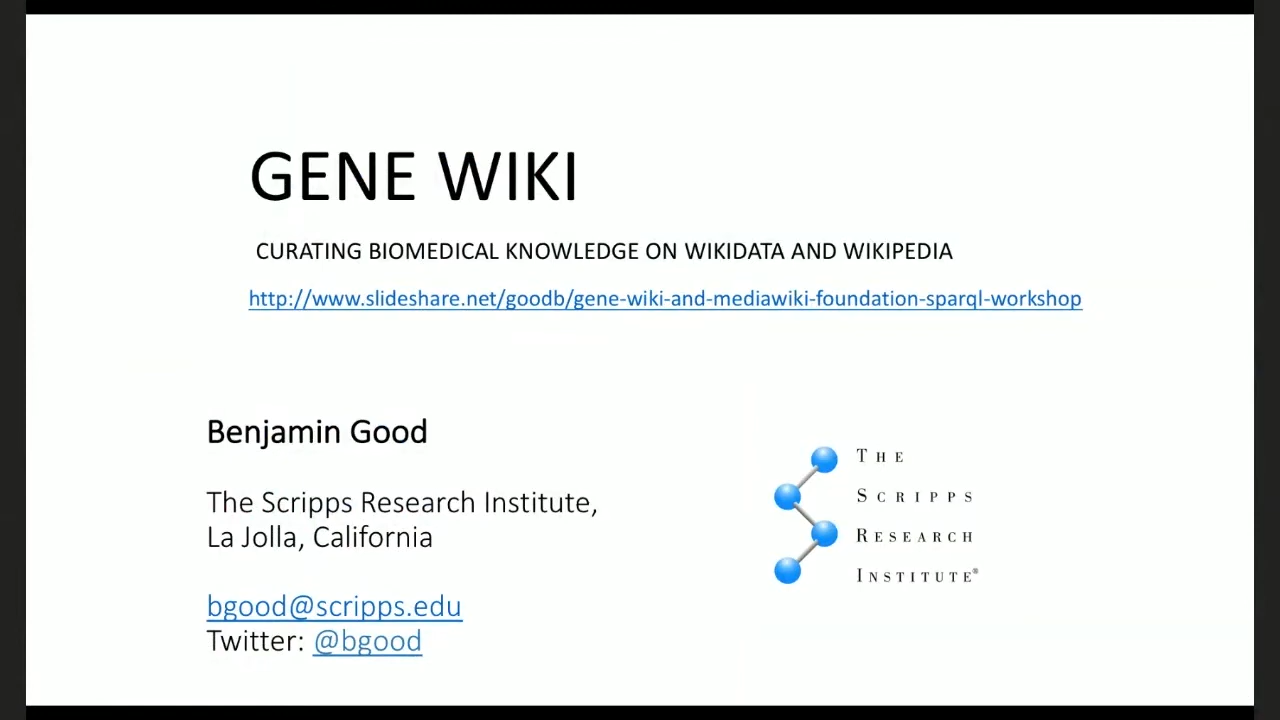 GENE WIKI
CURATING BIOMEDICAL KNOWLEDGE ON WIKIDATA AND WIKIPEDIA
http://www.slideshare.net/goodb/gene-wiki-and-mediawiki-foundation-sparql-workshop
Benjamin Good
The Scripps Research Institute,
La Jolla, California
bgood@scripps.edu
Twitter: @bgood
THE
SCRIPPS
RESEARCH
INSTITUTE®